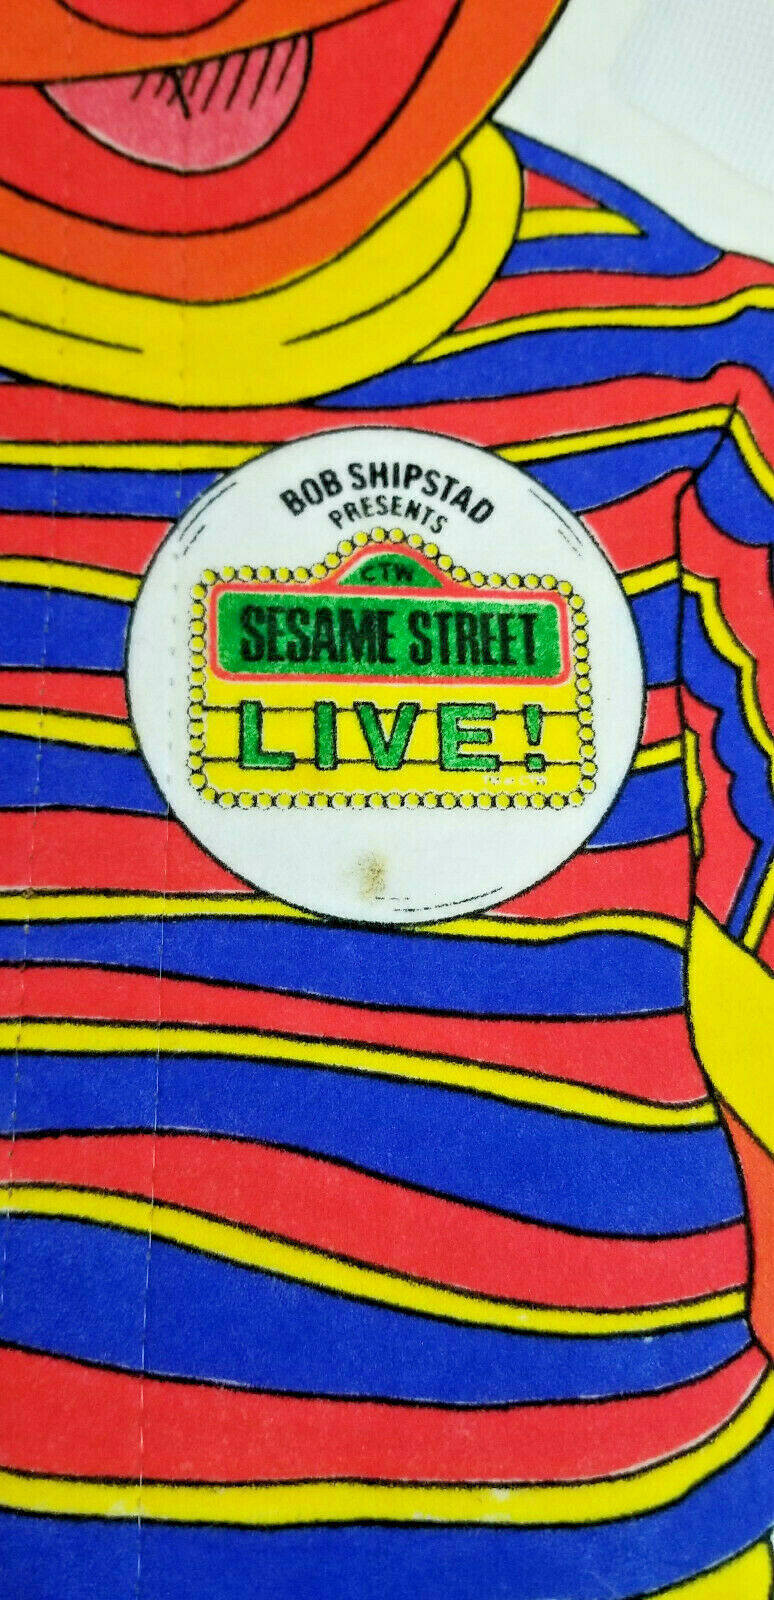 BOB SHIPSTAD
PRESENTS
CTW
SESAME STREET
LIVE!